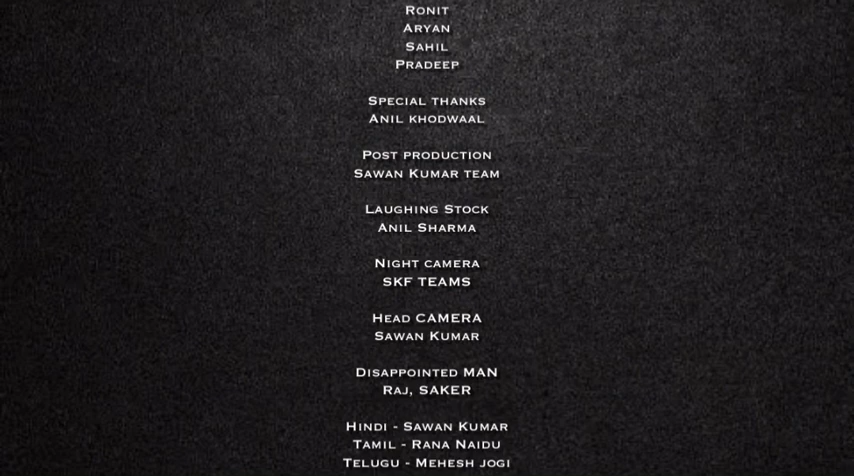 Ronit
Aryan
Sahil
Pradeep
Special thanks
Anil khodwaal
Post production
Sawan Kumar team
Laughing Stock
Anil Sharma
Night camera
SKF TEAMS
Head CAMERA
Sawan Kumar
Disappointed MAN
Raj, SAKER
Hindi - Sawan Kumar
Tamil - Rana Naidu
Telugu - Mehesh jogi